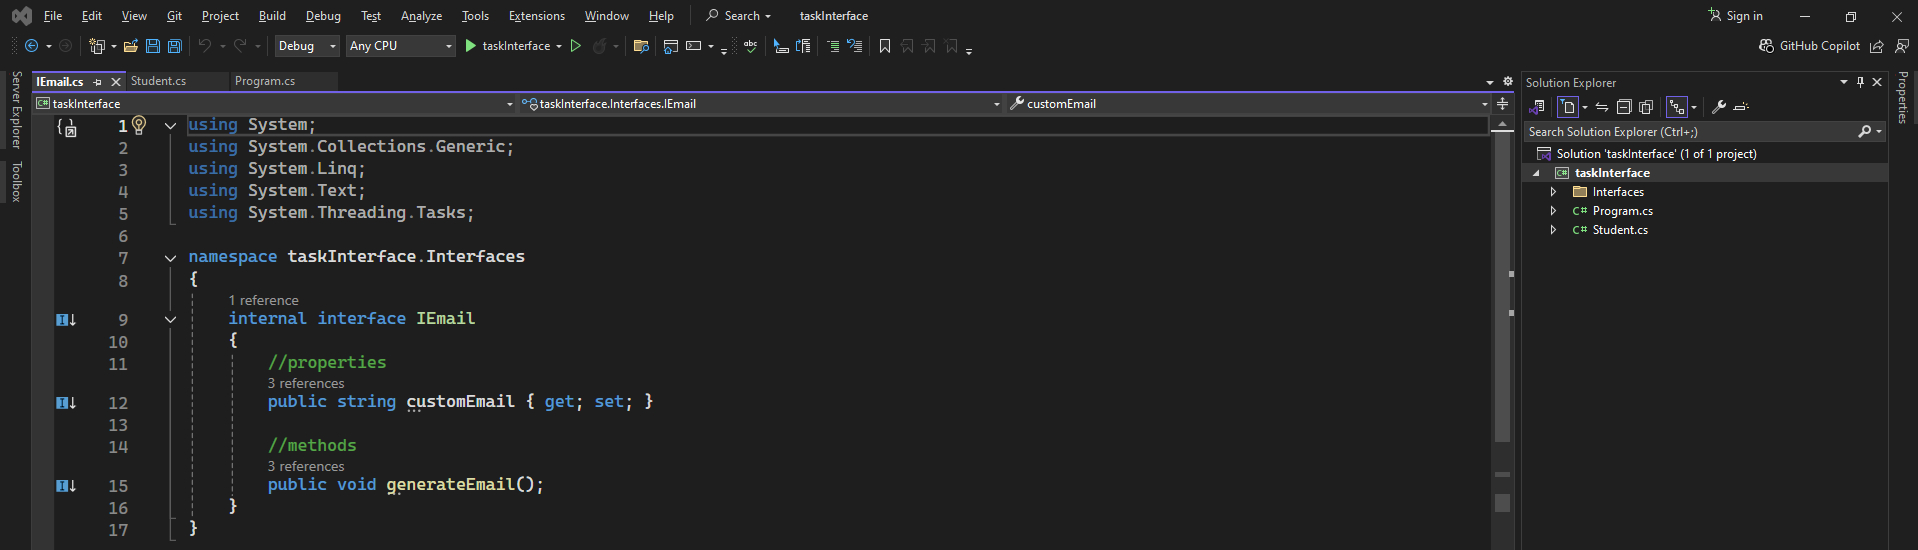 File Edit View Git Project Build Debug Test Analyze Tools Extensions Window Help Search taskInterface Sign in
Debug Any CPU taskInterface GitHub Copilot
IEmail.cs Student.cs Program.cs
taskInterface taskInterface.Interfaces.IEmail customEmail
1 using System;
2 using System.Collections.Generic;
3 using System.Linq;
4 using System.Text;
5 using System.Threading.Tasks;
6
7 namespace taskInterface.Interfaces
8 {
1 reference
9 internal interface IEmail
10 {
11 //properties
3 references
12 public string customEmail { get; set; }
13
14 //methods
3 references
15 public void generateEmail();
16 }
17 }
Server Explorer
Toolbox
Solution Explorer
Search Solution Explorer (Ctrl+;)
Solution 'taskInterface' (1 of 1 project)
C# taskInterface
Interfaces
C# Program.cs
C# Student.cs
Properties